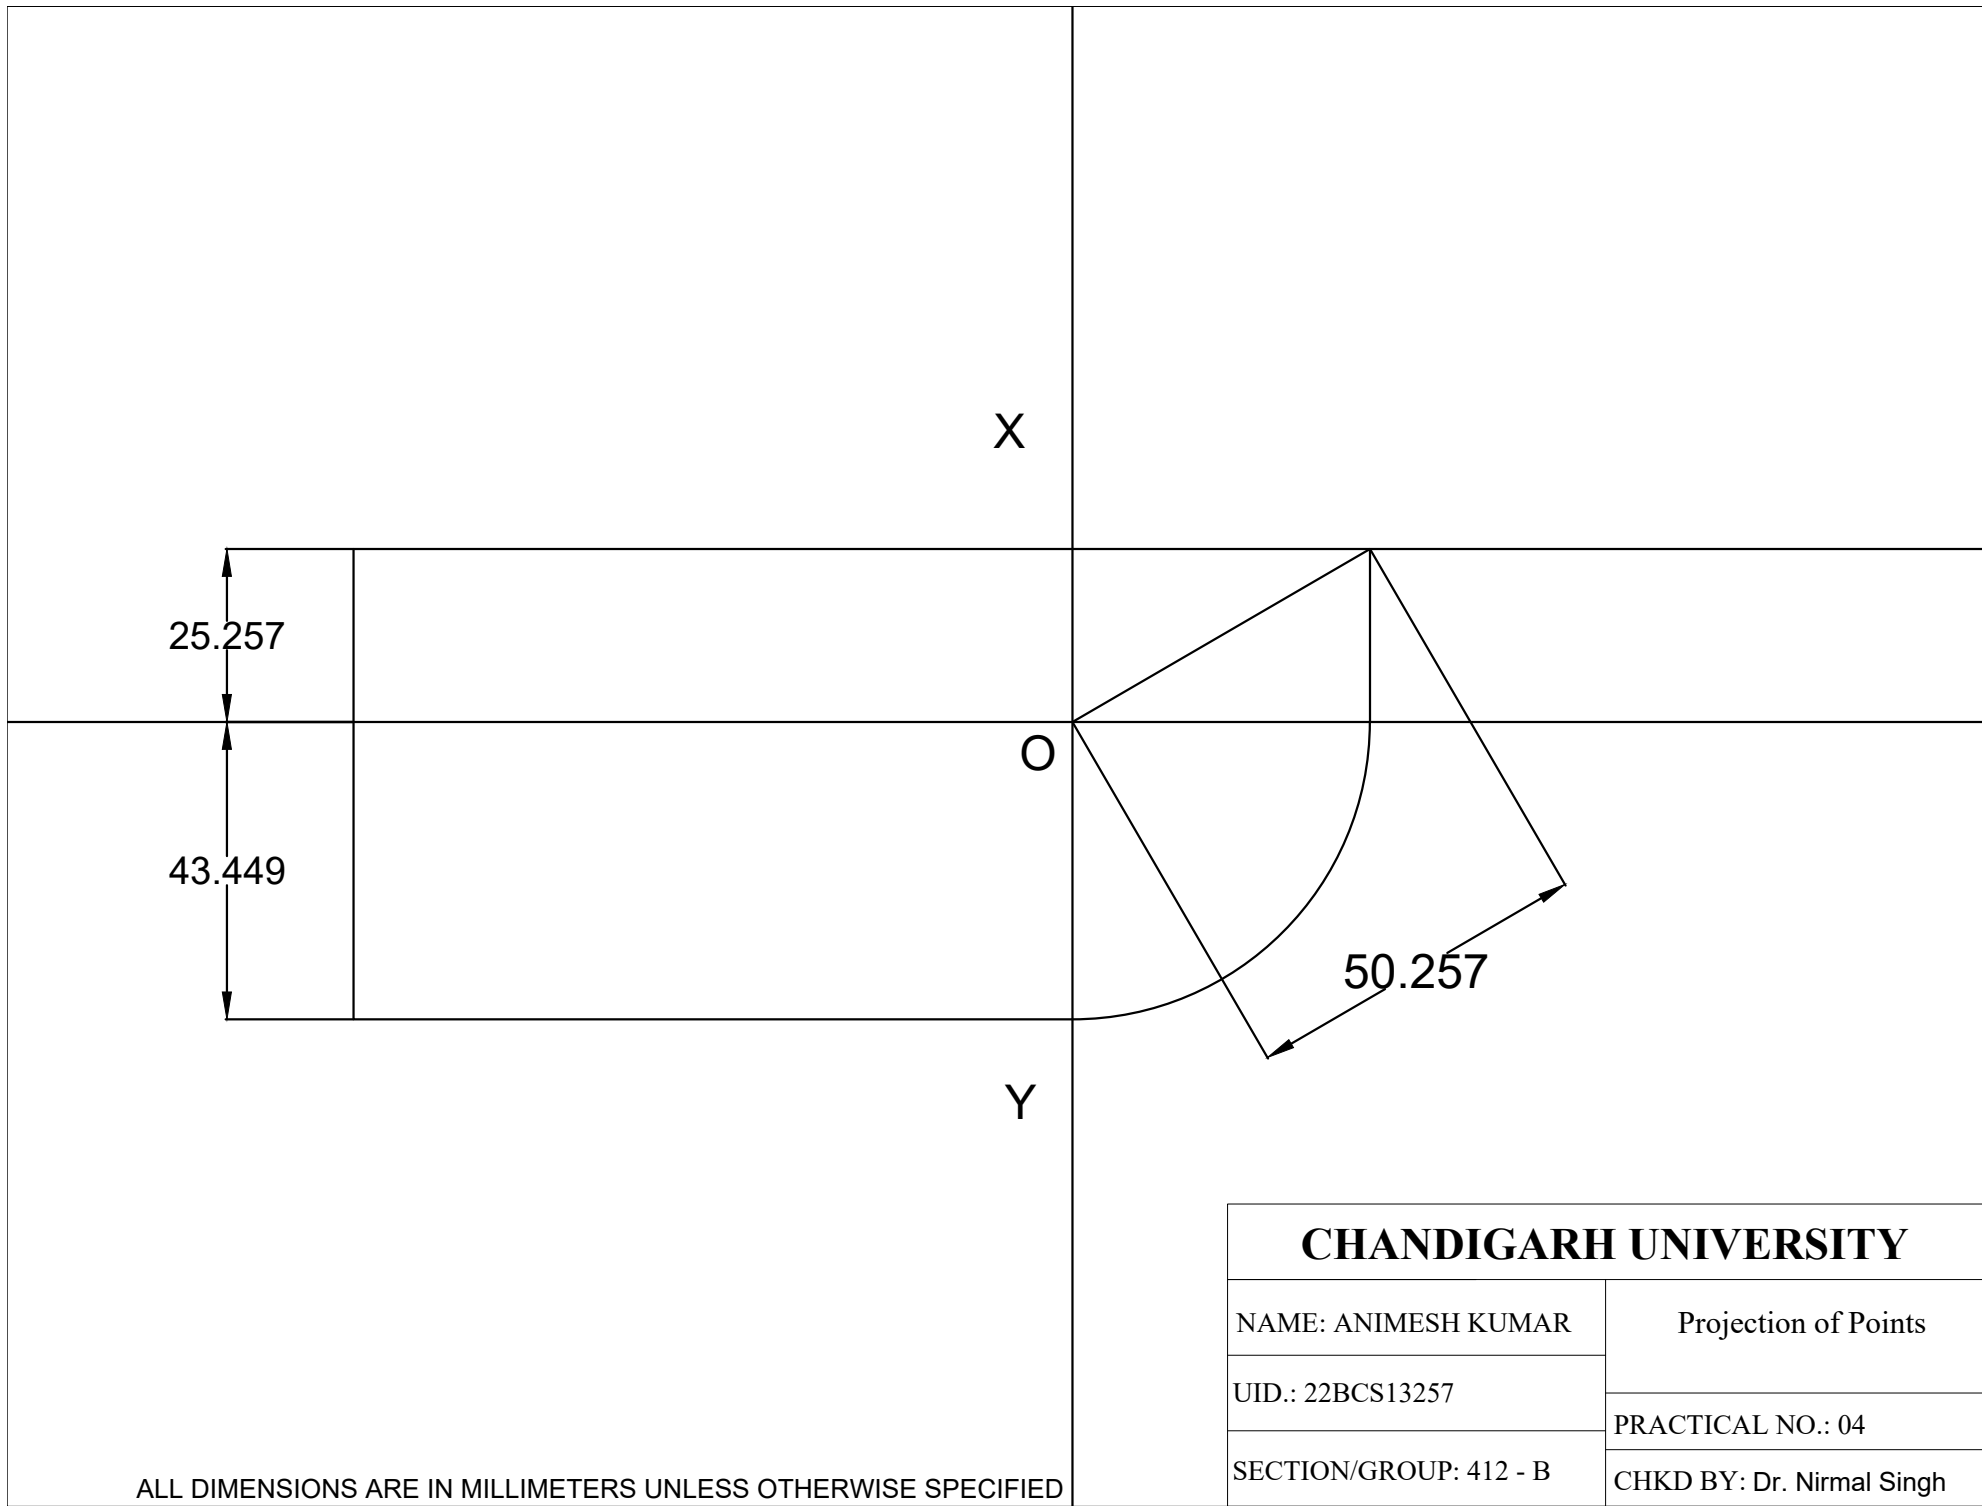 X
25.257
O
43.449
50.257
Y
CHANDIGARH UNIVERSITY
NAME: ANIMESH KUMAR
Projection of Points
UID.: 22BCS13257
PRACTICAL NO.: 04
SECTION/GROUP: 412 - B
CHKD BY: Dr. Nirmal Singh
ALL DIMENSIONS ARE IN MILLIMETERS UNLESS OTHERWISE SPECIFIED